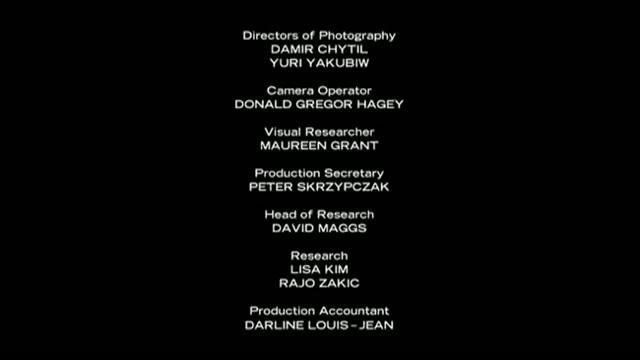 Directors of Photography
DAMIR CHYTIL
YURI YAKUBIW
Camera Operator
DONALD GREGOR HAGEY
Visual Researcher
MAUREEN GRANT
Production Secretary
PETER SKRZYPCZAK
Head of Research
DAVID MAGGS
Research
LISA KIM
RAJO ZAKIC
Production Accountant
DARLINE LOUIS – JEAN